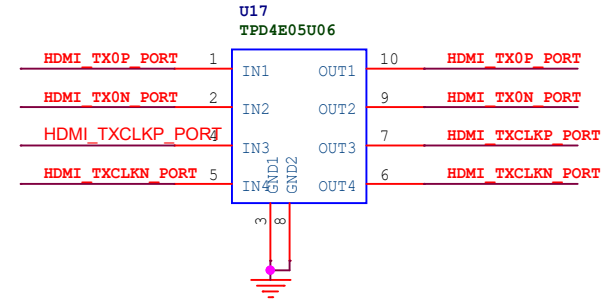 U17
TPD4E05U06
HDMI_TX0P_PORT 1 IN1 OUT1 10 HDMI_TX0P_PORT
HDMI_TX0N_PORT 2 IN2 OUT2 9 HDMI_TX0N_PORT
HDMI_TXCLKP_PORT 4 IN3 OUT3 7 HDMI_TXCLKP_PORT
HDMI_TXCLKN_PORT 5 IN4 OUT4 6 HDMI_TXCLKN_PORT
GND1 GND2
3 8